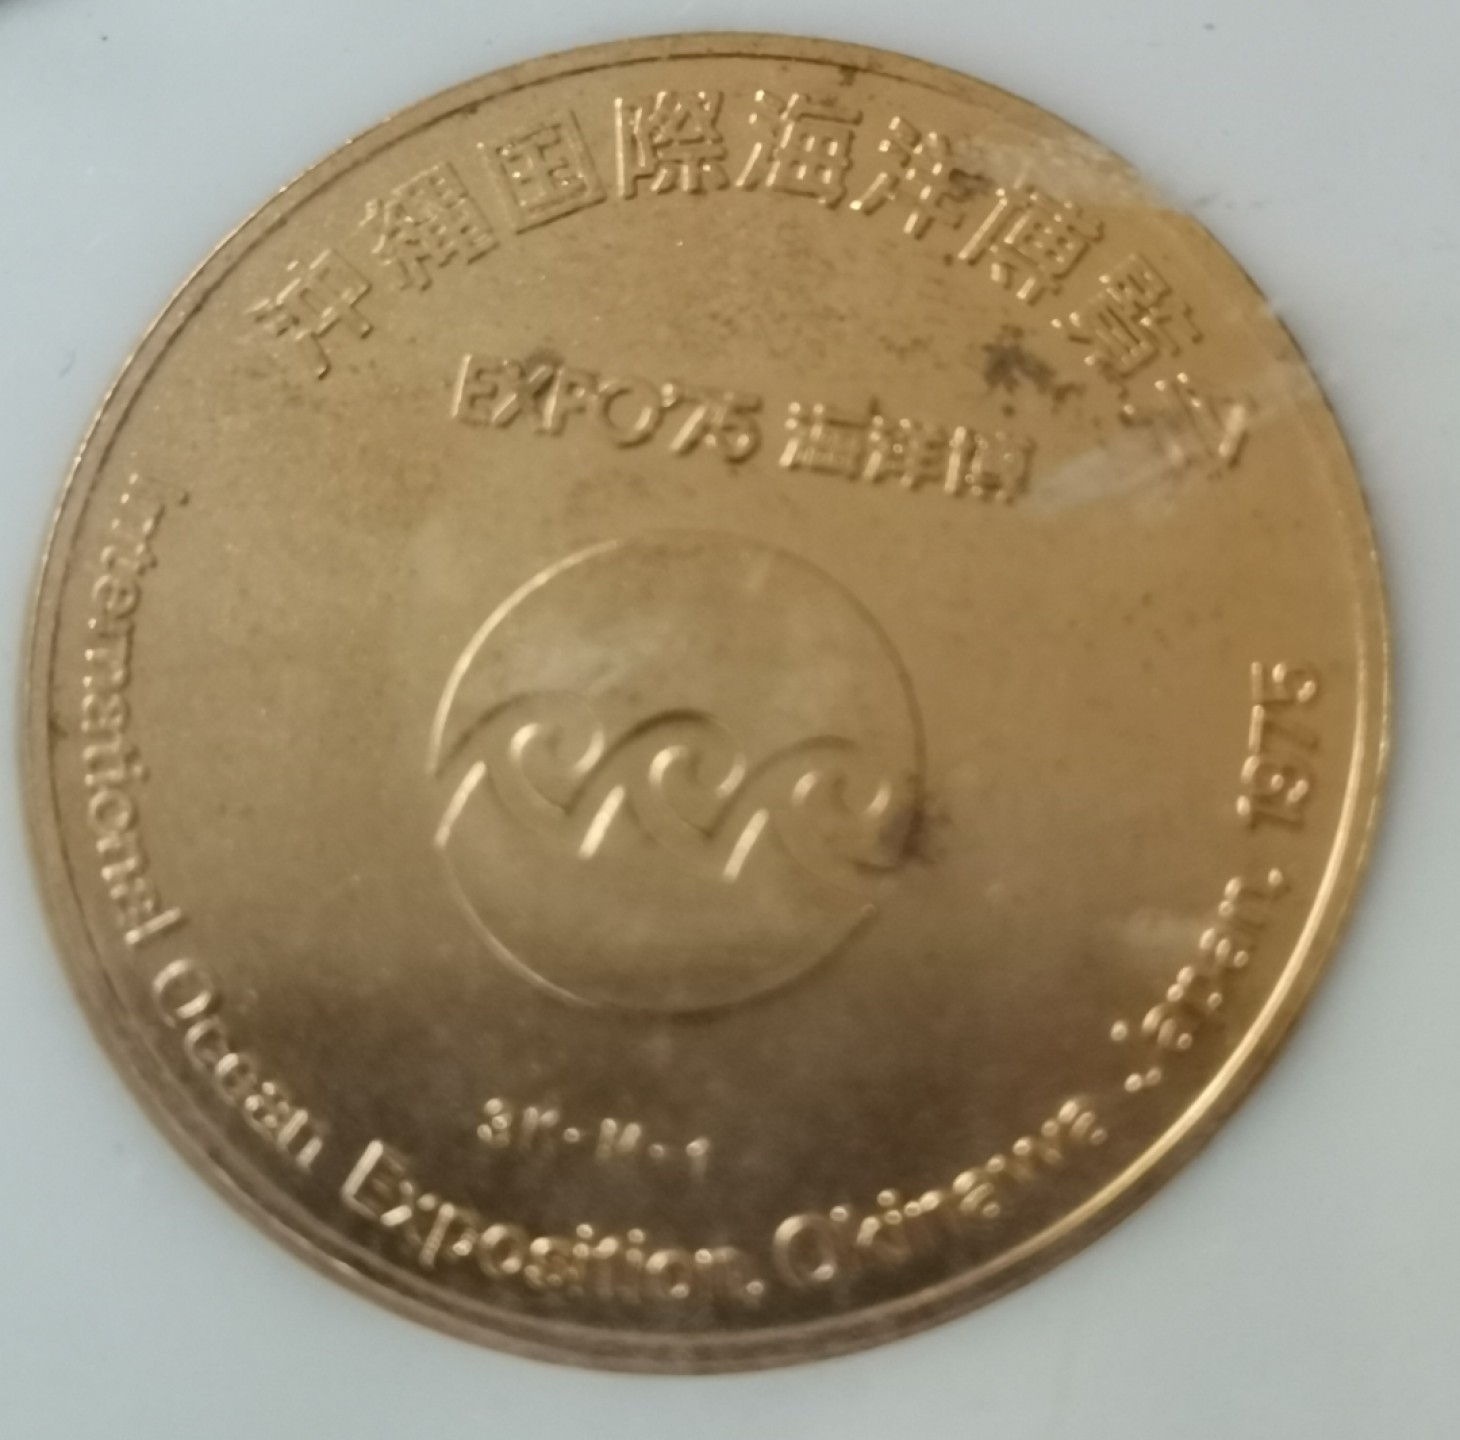 沖縄国際海洋博覧会
EXPO'75 海洋博
International Ocean Exposition, Okinawa, Japan, 1975